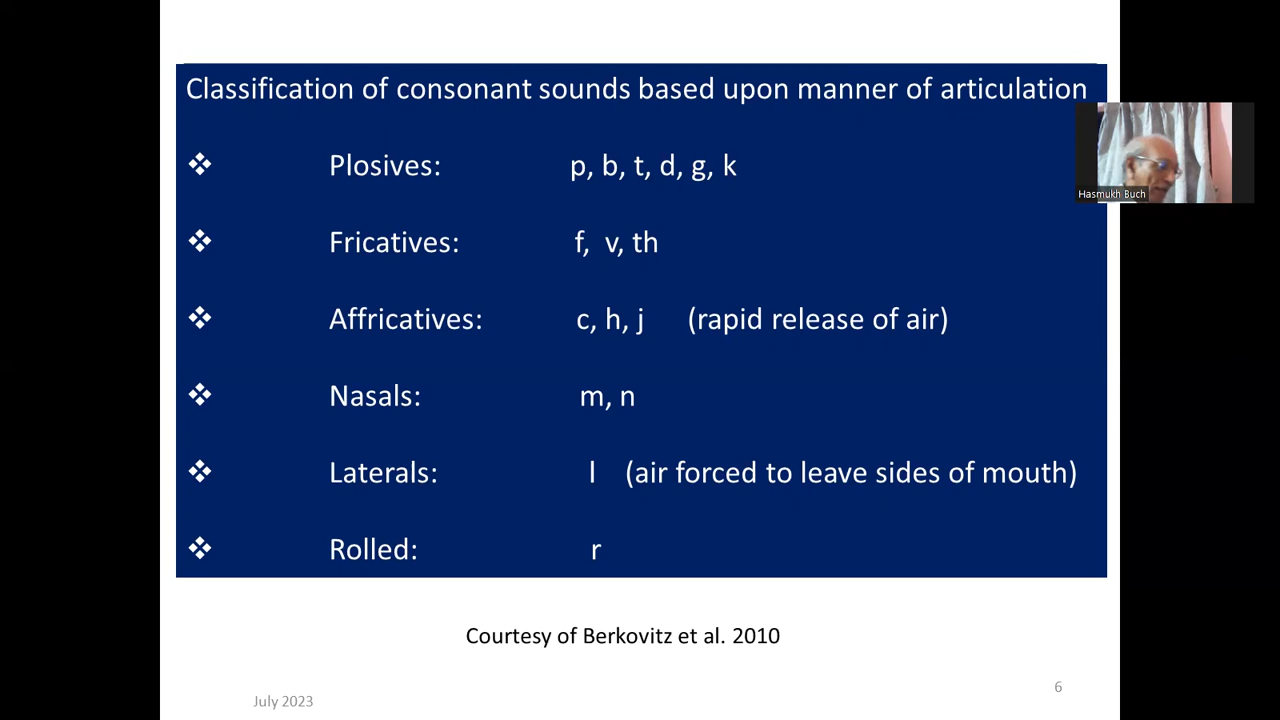 Classification of consonant sounds based upon manner of articulation
❖ Plosives: p, b, t, d, g, k
❖ Fricatives: f, v, th
❖ Affricatives: c, h, j (rapid release of air)
❖ Nasals: m, n
❖ Laterals: l (air forced to leave sides of mouth)
❖ Rolled: r
Hasmukh Buch
Courtesy of Berkovitz et al. 2010
July 2023
6